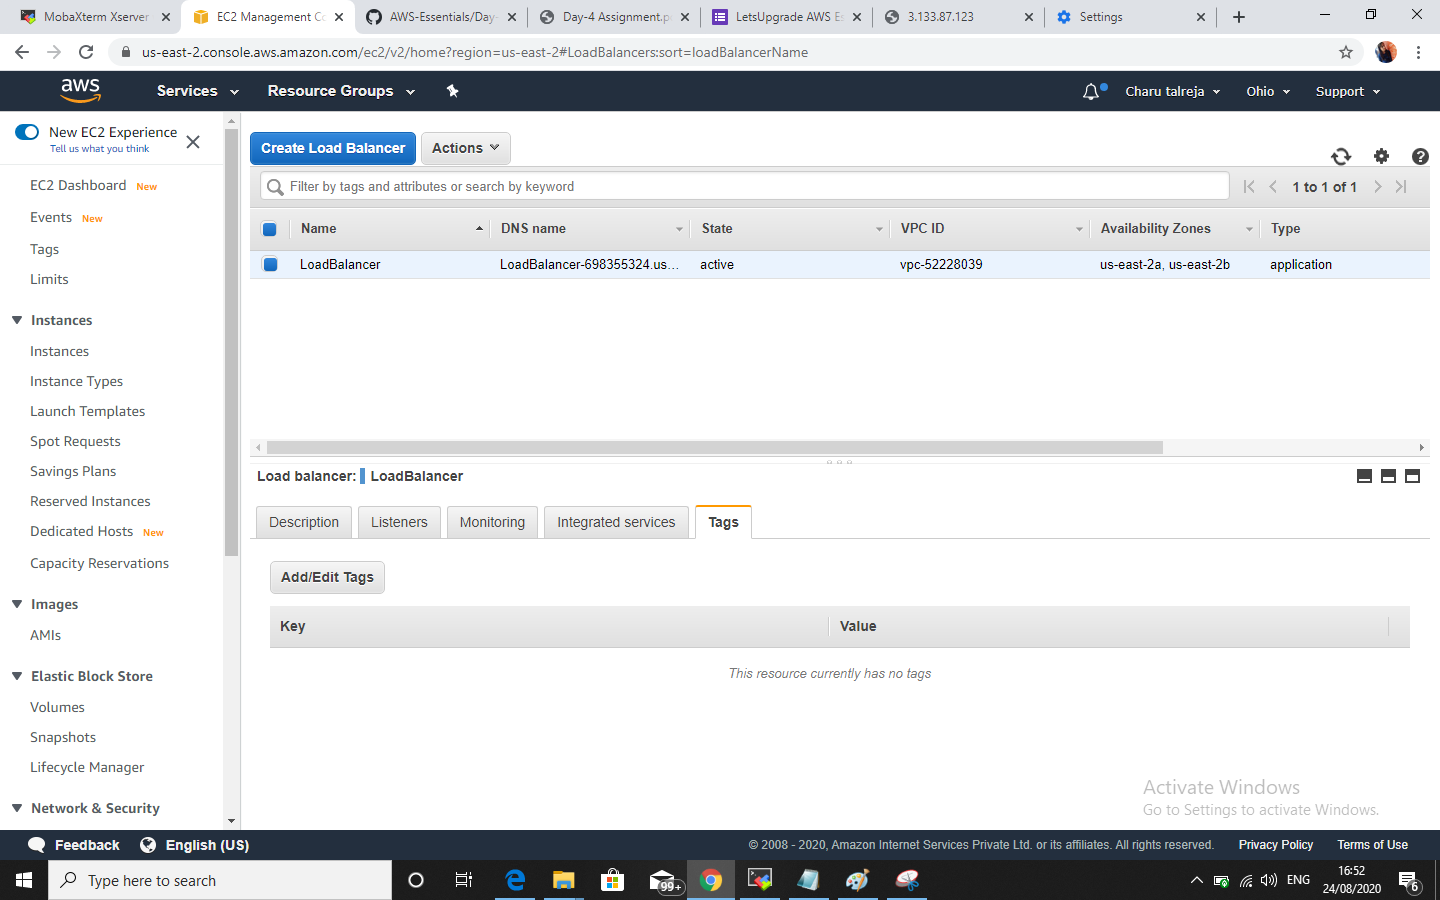 MobaXterm Xserver
EC2 Management Co
AWS-Essentials/Day-
Day-4 Assignment.p
LetsUpgrade AWS Es
3.133.87.123
Settings
us-east-2.console.aws.amazon.com/ec2/v2/home?region=us-east-2#LoadBalancers:sort=loadBalancerName
aws
Services
Resource Groups
Charu talreja
Ohio
Support
New EC2 Experience
Tell us what you think
EC2 Dashboard New
Events New
Tags
Limits
Instances
Instances
Instance Types
Launch Templates
Spot Requests
Savings Plans
Reserved Instances
Dedicated Hosts New
Capacity Reservations
Images
AMIs
Elastic Block Store
Volumes
Snapshots
Lifecycle Manager
Network & Security
Create Load Balancer
Actions
Filter by tags and attributes or search by keyword
1 to 1 of 1
Name DNS name State VPC ID Availability Zones Type
LoadBalancer LoadBalancer-698355324.us... active vpc-52228039 us-east-2a, us-east-2b application
Load balancer: LoadBalancer
Description
Listeners
Monitoring
Integrated services
Tags
Add/Edit Tags
Key Value
This resource currently has no tags
Activate Windows
Go to Settings to activate Windows.
Feedback
English (US)
© 2008 - 2020, Amazon Internet Services Private Ltd. or its affiliates. All rights reserved.
Privacy Policy
Terms of Use
Type here to search
99+
ENG
16:52
24/08/2020
6